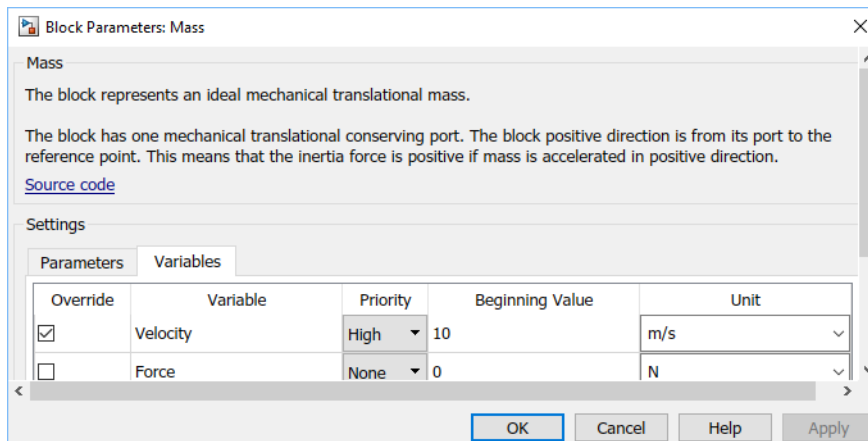 Block Parameters: Mass
Mass
The block represents an ideal mechanical translational mass.
The block has one mechanical translational conserving port. The block positive direction is from its port to the
reference point. This means that the inertia force is positive if mass is accelerated in positive direction.
Source code
Settings
Parameters Variables
Override Variable Priority Beginning Value Unit
Velocity High 10 m/s
Force None 0 N
OK Cancel Help Apply